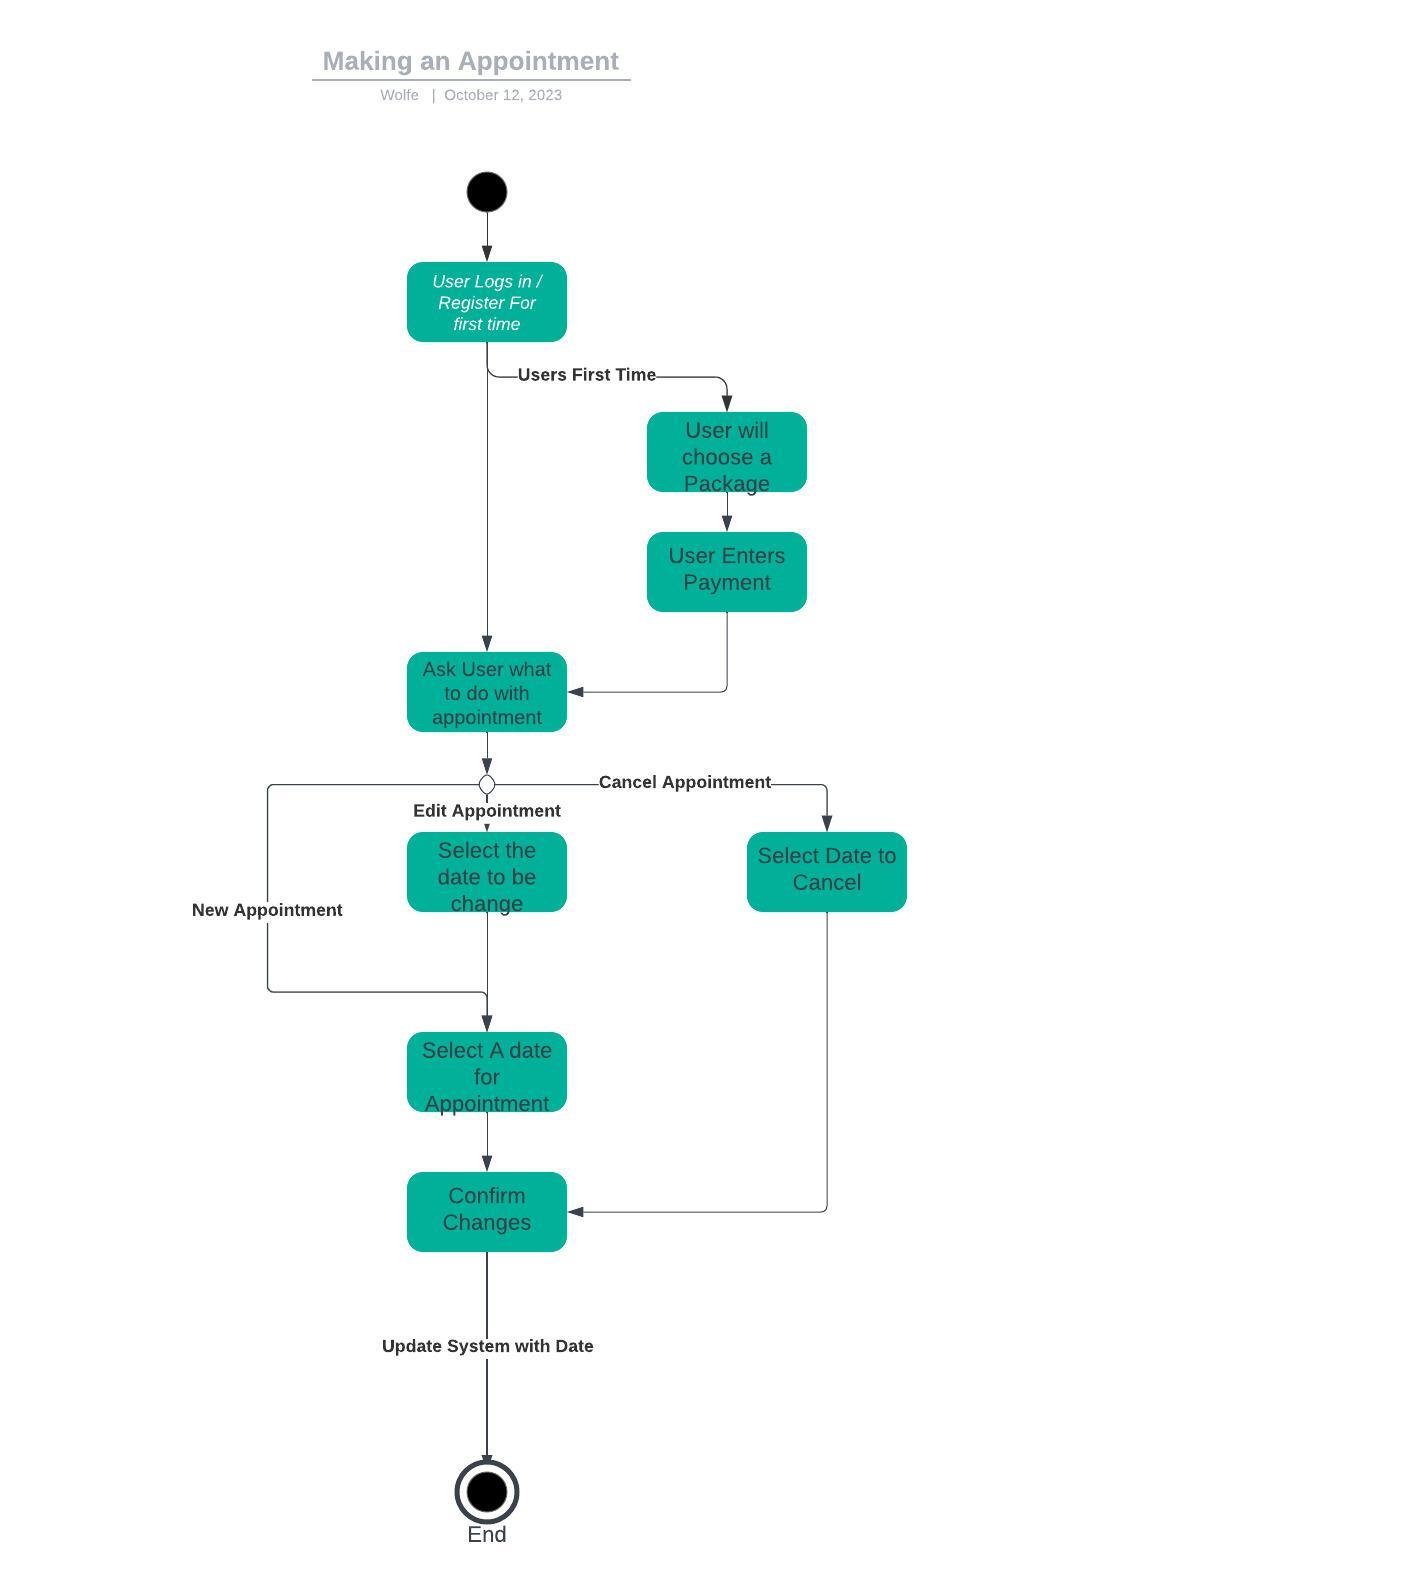 Making an Appointment
Wolfe | October 12, 2023
User Logs in /
Register For
first time
Users First Time
User will
choose a
Package
User Enters
Payment
Ask User what
to do with
appointment
Cancel Appointment
Edit Appointment
Select the
date to be
change
Select Date to
Cancel
New Appointment
Select A date
for
Appointment
Confirm
Changes
Update System with Date
End